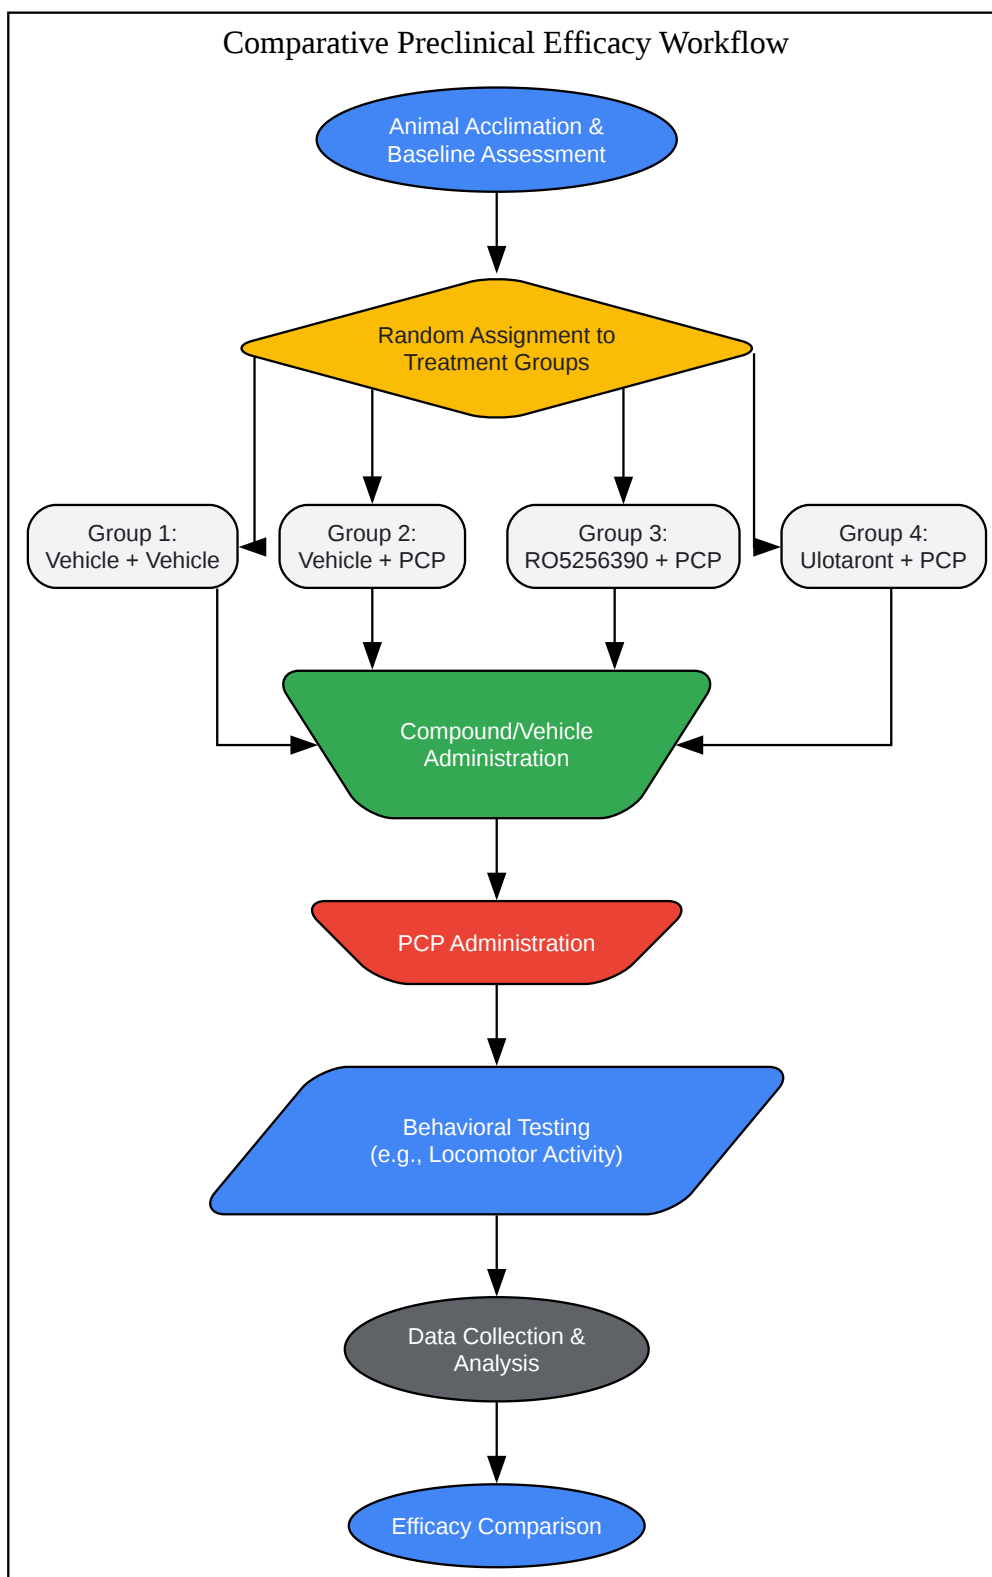 Comparative Preclinical Efficacy Workflow
Animal Acclimation &
Baseline Assessment
Random Assignment to
Treatment Groups
Group 1:
Vehicle + Vehicle
Group 2:
Vehicle + PCP
Group 3:
RO5256390 + PCP
Group 4:
Ulotaront + PCP
Compound/Vehicle
Administration
PCP Administration
Behavioral Testing
(e.g., Locomotor Activity)
Data Collection &
Analysis
Efficacy Comparison